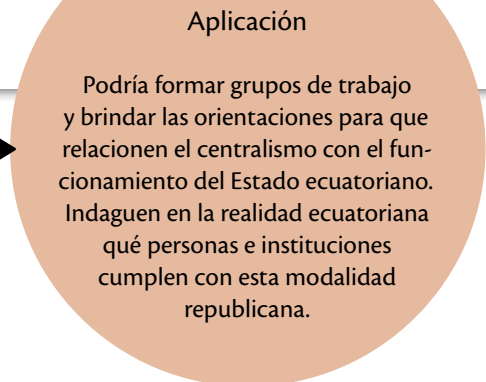 Aplicación
Podría formar grupos de trabajo
y brindar las orientaciones para que
relacionen el centralismo con el fun-
cionamiento del Estado ecuatoriano.
Indaguen en la realidad ecuatoriana
qué personas e instituciones
cumplen con esta modalidad
republicana.